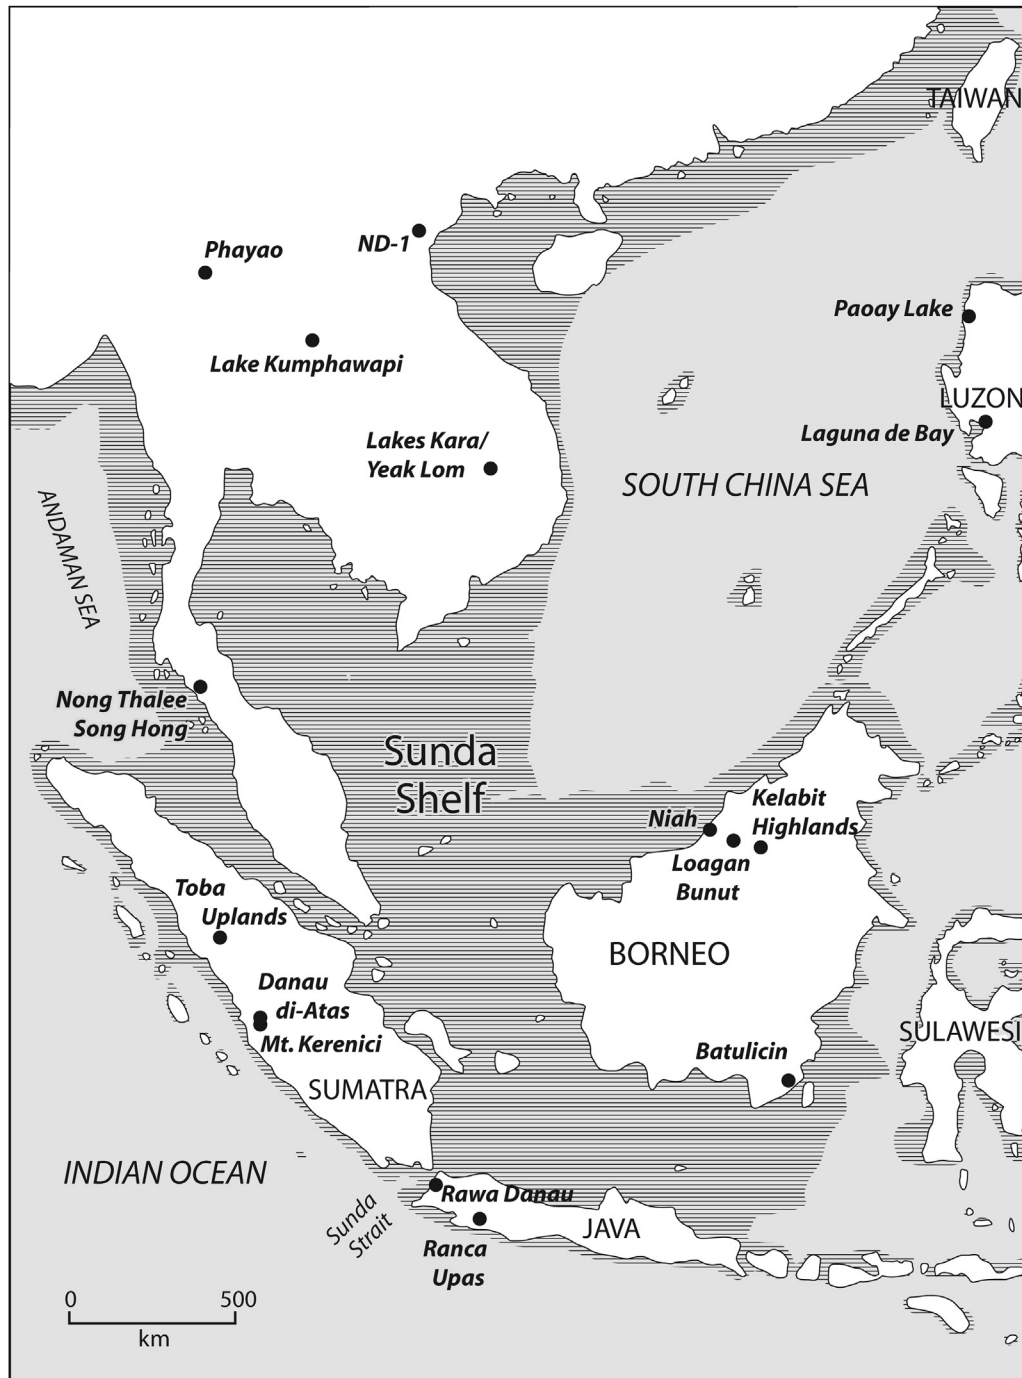 TAIWAN
ND-1
Phayao
Paoay Lake
Lake Kumphawapi
LUZON
Laguna de Bay
Lakes Kara/
Yeak Lom
SOUTH CHINA SEA
ANDAMAN SEA
Nong Thalee
Song Hong
Sunda
Shelf
Kelabit
Highlands
Niah
Loagan
Bunut
Toba
Uplands
BORNEO
Danau
di-Atas
Mt. Kerenici
SULAWESI
Batulicin
SUMATRA
INDIAN OCEAN
Rawa Danau
Sunda
Strait
JAVA
Ranca
Upas
0 500
km